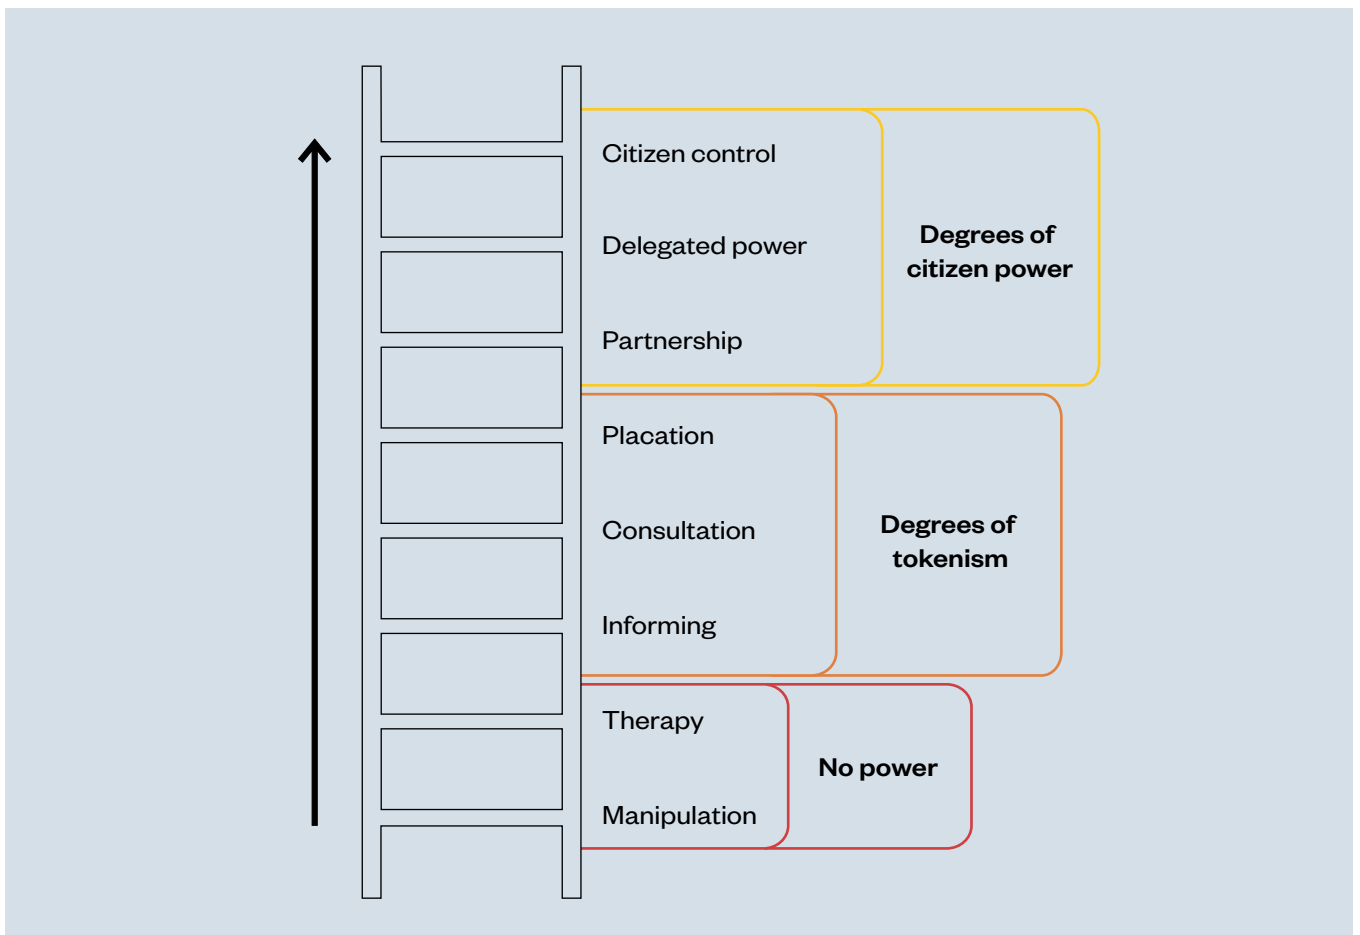 Citizen control
Delegated power
Partnership
Degrees of
citizen power
Placation
Consultation
Informing
Degrees of
tokenism
Therapy
Manipulation
No power